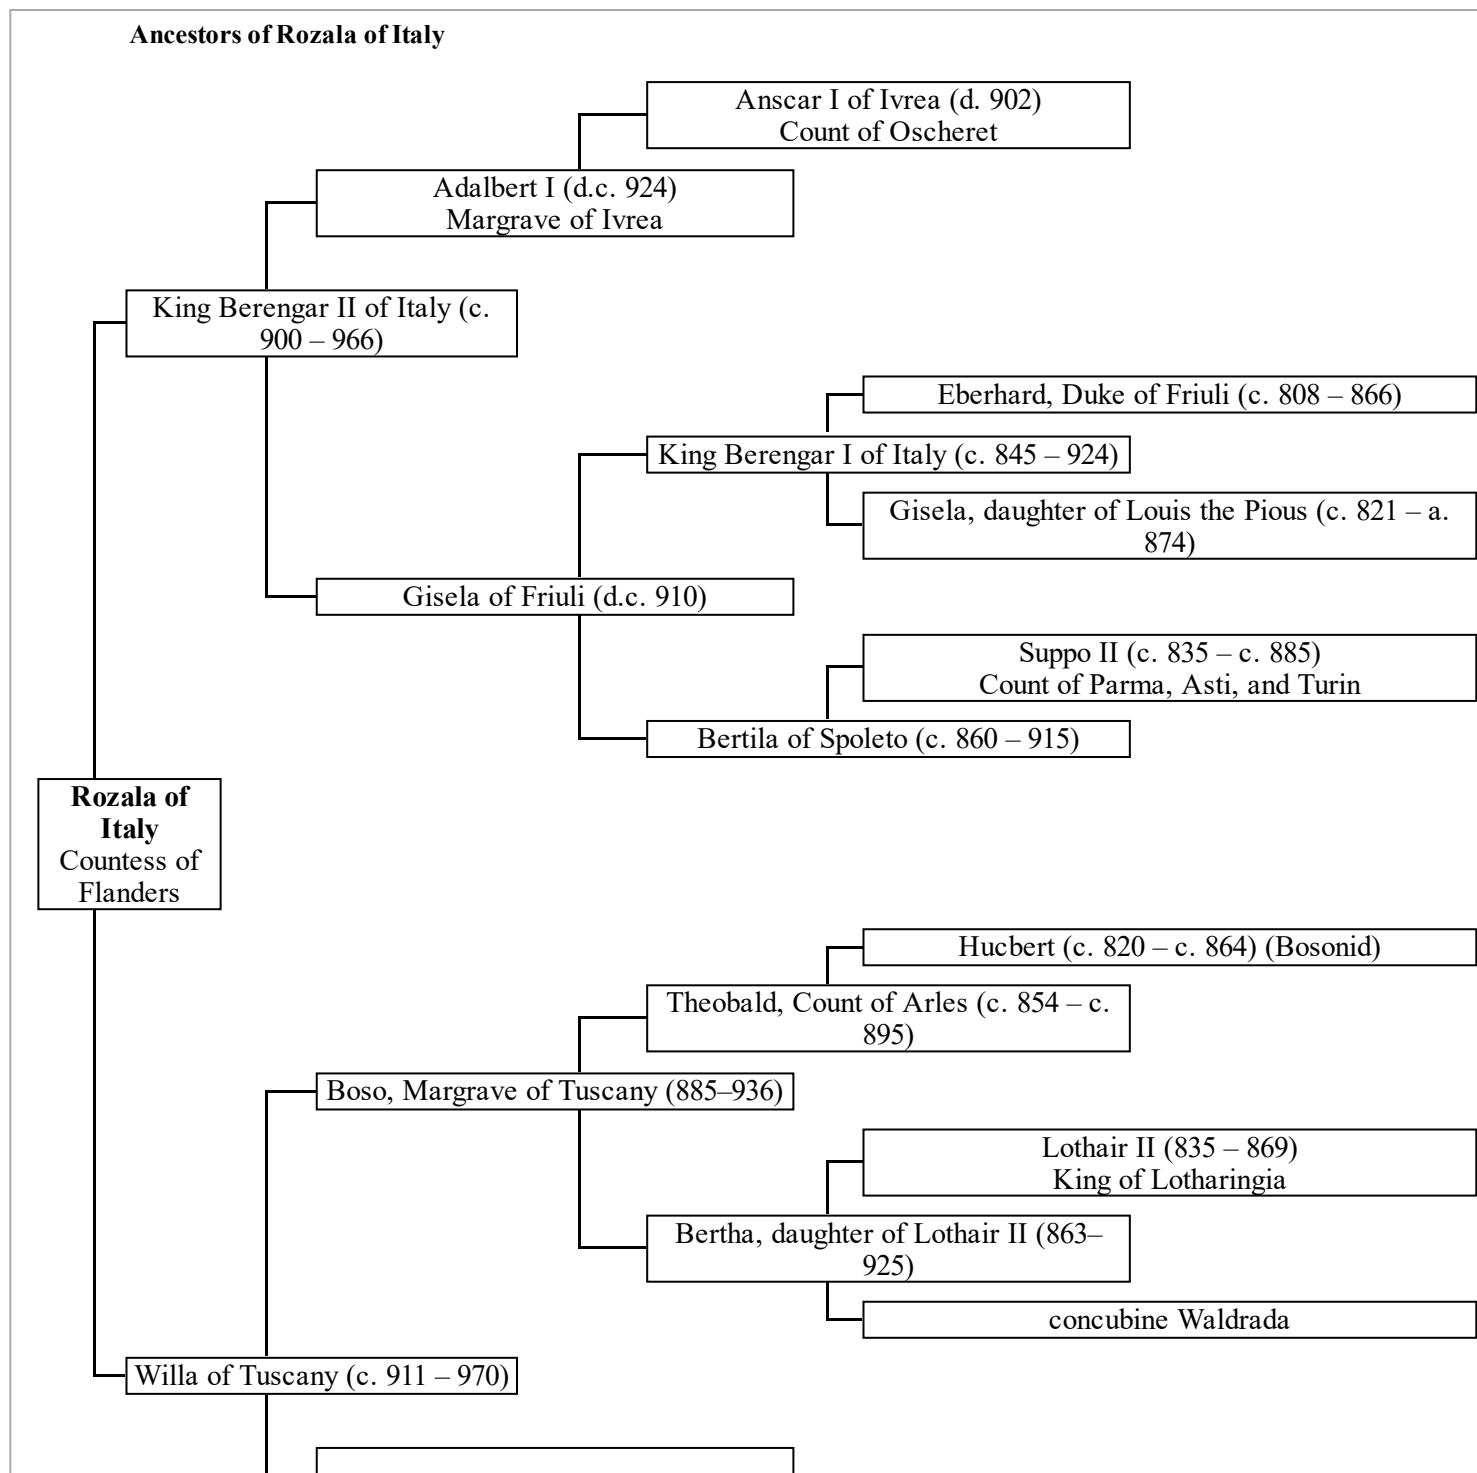 Ancestors of Rozala of Italy
Anscar I of Ivrea (d. 902)
Count of Oscheret
Adalbert I (d.c. 924)
Margrave of Ivrea
King Berengar II of Italy (c.
900 – 966)
Eberhard, Duke of Friuli (c. 808 – 866)
King Berengar I of Italy (c. 845 – 924)
Gisela, daughter of Louis the Pious (c. 821 – a.
874)
Gisela of Friuli (d.c. 910)
Suppo II (c. 835 – c. 885)
Count of Parma, Asti, and Turin
Bertila of Spoleto (c. 860 – 915)
Rozala of
Italy
Countess of
Flanders
Hucbert (c. 820 – c. 864) (Bosonid)
Theobald, Count of Arles (c. 854 – c.
895)
Boso, Margrave of Tuscany (885–936)
Lothair II (835 – 869)
King of Lotharingia
Bertha, daughter of Lothair II (863–
925)
concubine Waldrada
Willa of Tuscany (c. 911 – 970)